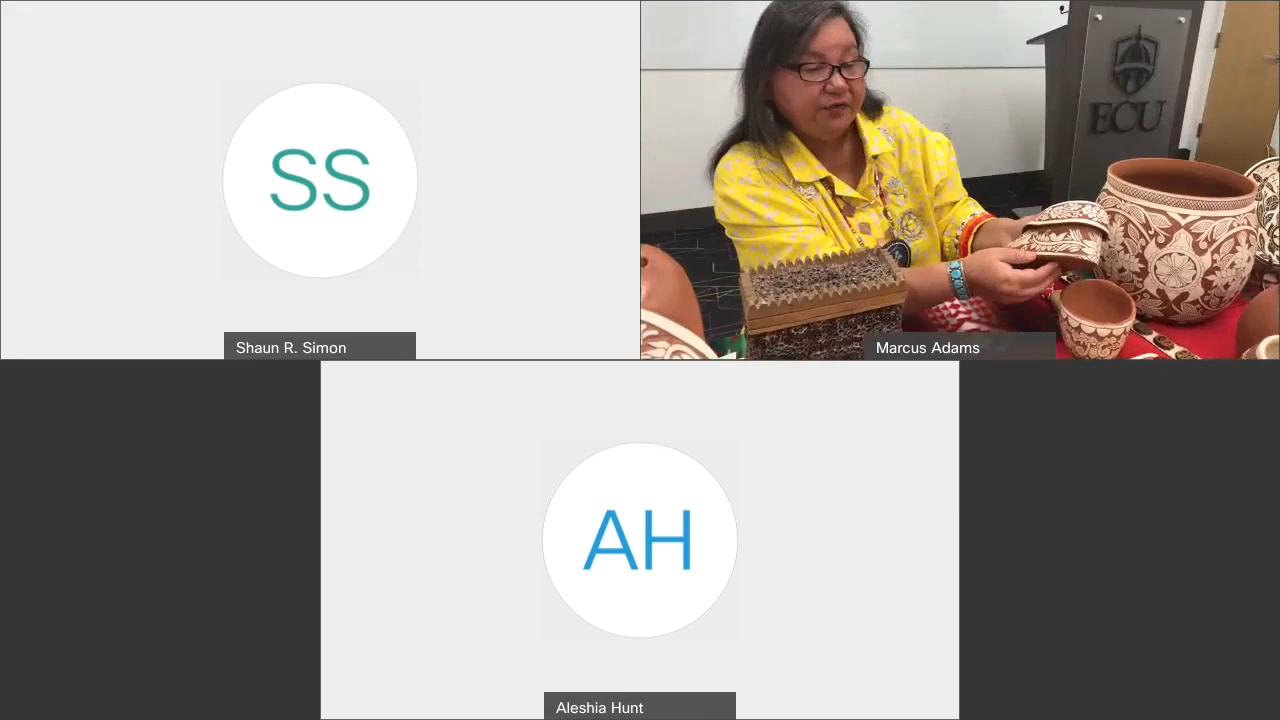 SS
Shaun R. Simon
ECU
Marcus Adams
AH
Aleshia Hunt